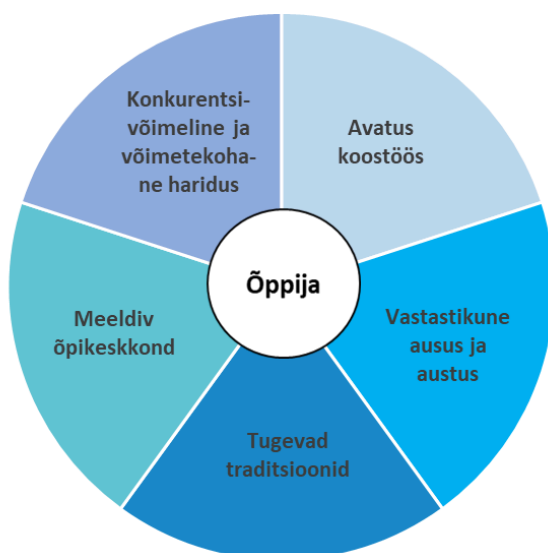 Konkurentsi-
võimeline ja
võimetekoha-
ne haridus
Avatus
koostöös
Õppija
Meeldiv
õpikeskkond
Vastastikune
ausus ja
austus
Tugevad
traditsioonid